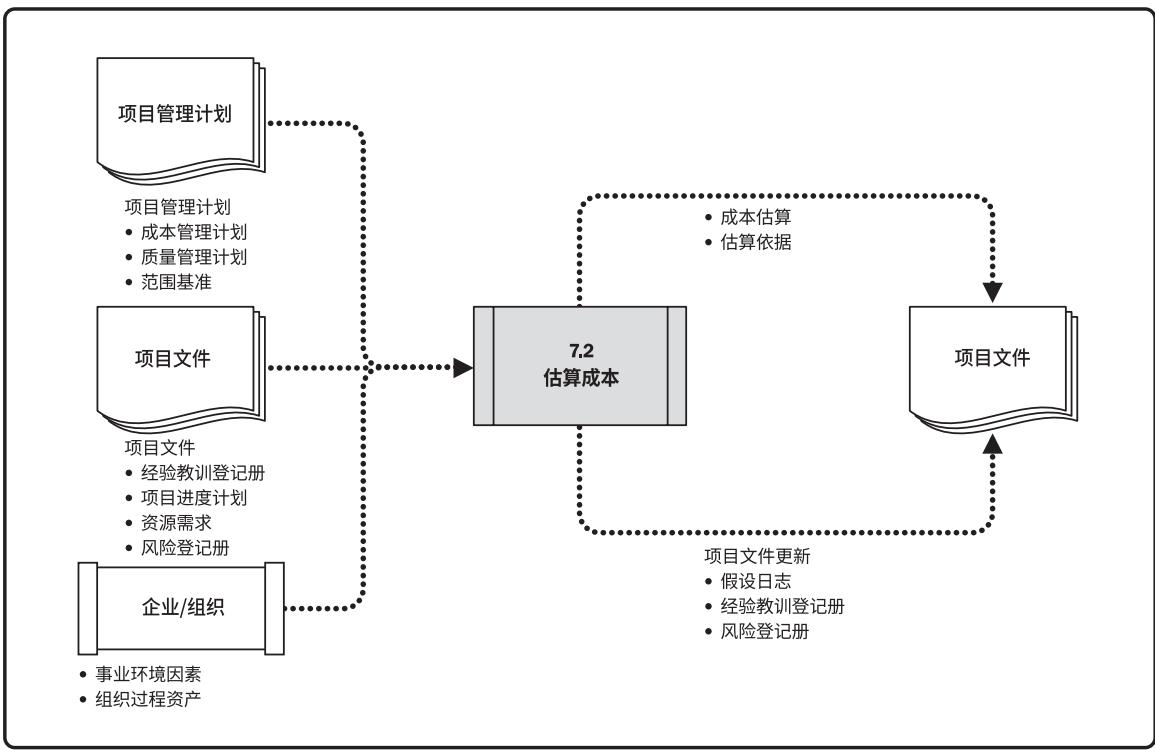 项目管理计划
项目管理计划
• 成本管理计划
• 质量管理计划
• 范围基准
项目文件
项目文件
• 经验教训登记册
• 项目进度计划
• 资源需求
• 风险登记册
企业/组织
• 事业环境因素
• 组织过程资产
7.2
估算成本
• 成本估算
• 估算依据
项目文件
项目文件更新
• 假设日志
• 经验教训登记册
• 风险登记册